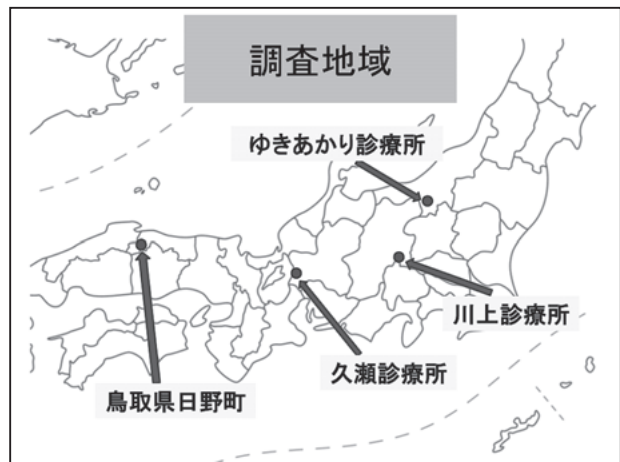 調査地域
ゆきあかり診療所
川上診療所
久瀬診療所
鳥取県日野町